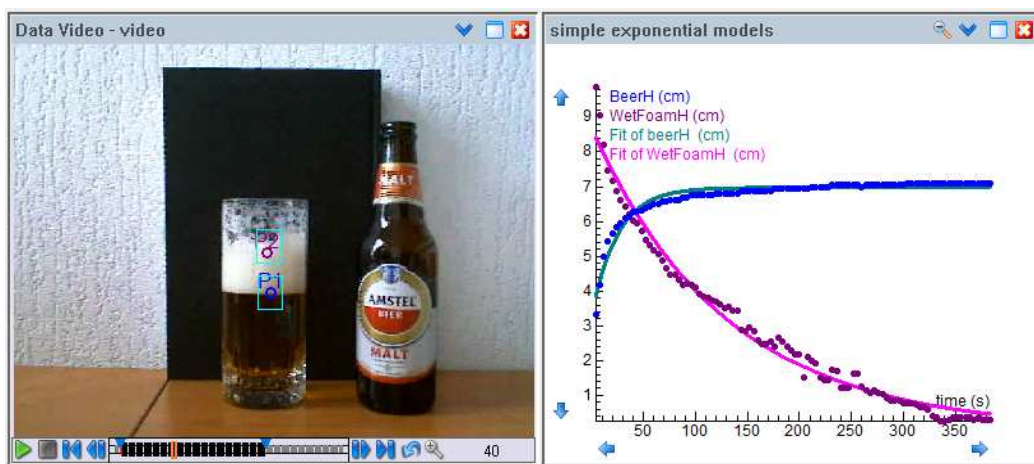 Data Video - video
MALT
P2
P1
AMSTEL
BIER
MALT
40
simple exponential models
BeerH (cm)
WetFoamH (cm)
Fit of beerH (cm)
Fit of WetFoamH (cm)
9
8
7
6
5
4
3
2
1
time (s)
50 100 150 200 250 300 350